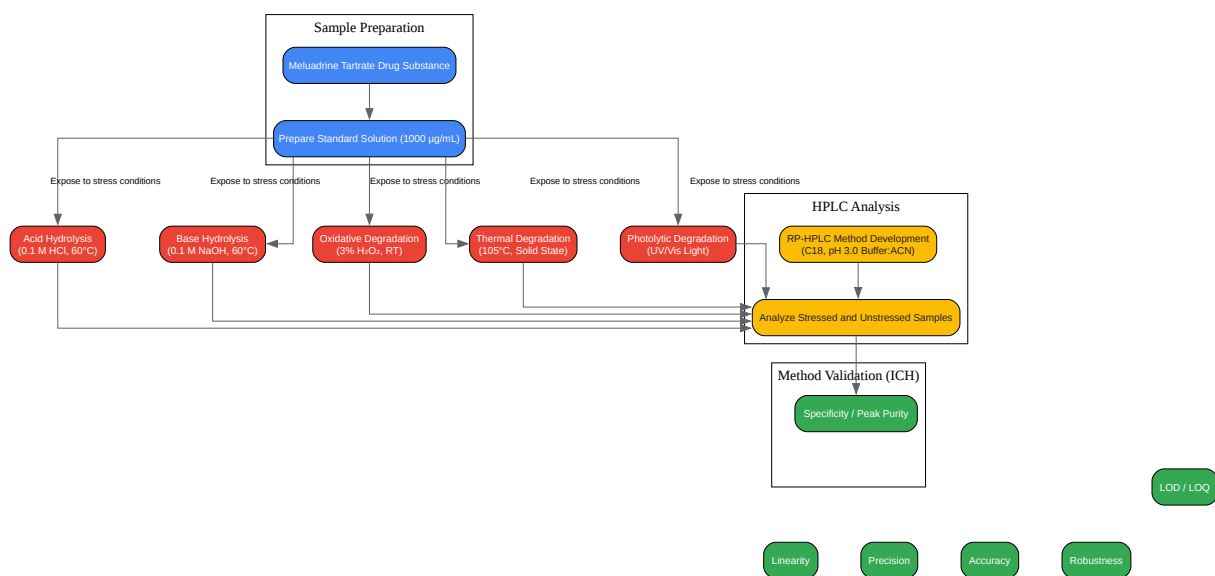 Sample Preparation
Meluadrine Tartrate Drug Substance
Prepare Standard Solution (1000 µg/mL)
Expose to stress conditions
Expose to stress conditions
Expose to stress conditions
Expose to stress conditions
Expose to stress conditions
HPLC Analysis
Acid Hydrolysis
(0.1 M HCl, 60°C)
Base Hydrolysis
(0.1 M NaOH, 60°C)
Oxidative Degradation
(3% H₂O₂, RT)
Thermal Degradation
(105°C, Solid State)
Photolytic Degradation
(UV/Vis Light)
RP-HPLC Method Development
(C18, pH 3.0 Buffer:ACN)
Analyze Stressed and Unstressed Samples
Method Validation (ICH)
Specificity / Peak Purity
LOD / LOQ
Linearity
Precision
Accuracy
Robustness